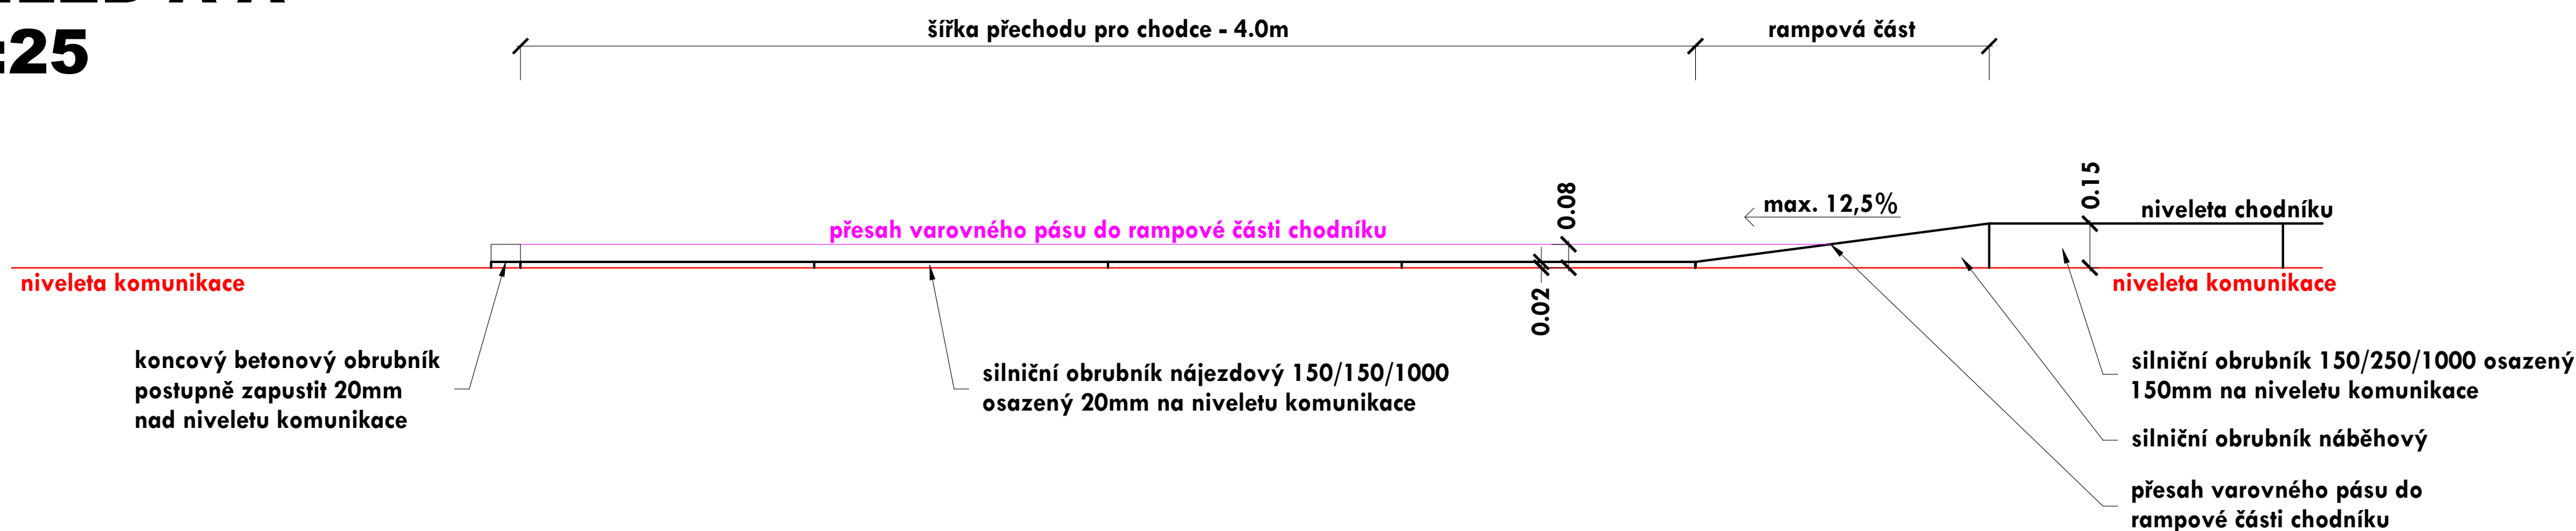 :25
šířka přechodu pro chodce - 4.0m
rampová část
0.08
max. 12,5%
0.15
niveleta chodníku
přesah varovného pásu do rampové části chodníku
niveleta komunikace
niveleta komunikace
0.02
koncový betonový obrubník
postupně zapustit 20mm
nad niveletu komunikace
silniční obrubník nájezdový 150/150/1000
osazený 20mm na niveletu komunikace
silniční obrubník 150/250/1000 osazený
150mm na niveletu komunikace
silniční obrubník náběhový
přesah varovného pásu do
rampové části chodníku